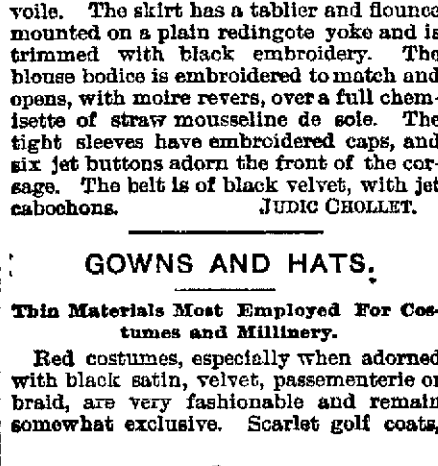 voile. The skirt has a tablier and flounce
mounted on a plain redingote yoke and is
trimmed with black embroidery. The
blouse bodice is embroidered to match and
opens, with moire revers, over a full chem-
isette of straw mousseline de soie. The
tight sleeves have embroidered caps, and
six jet buttons adorn the front of the cor-
sage. The belt is of black velvet, with jet
cabochons. JUDIC CHOLLET.
GOWNS AND HATS.
Thin Materials Most Employed For Cos-
tumes and Millinery.
Red costumes, especially when adorned
with black satin, velvet, passementerie or
braid, are very fashionable and remain
somewhat exclusive. Scarlet golf coats,